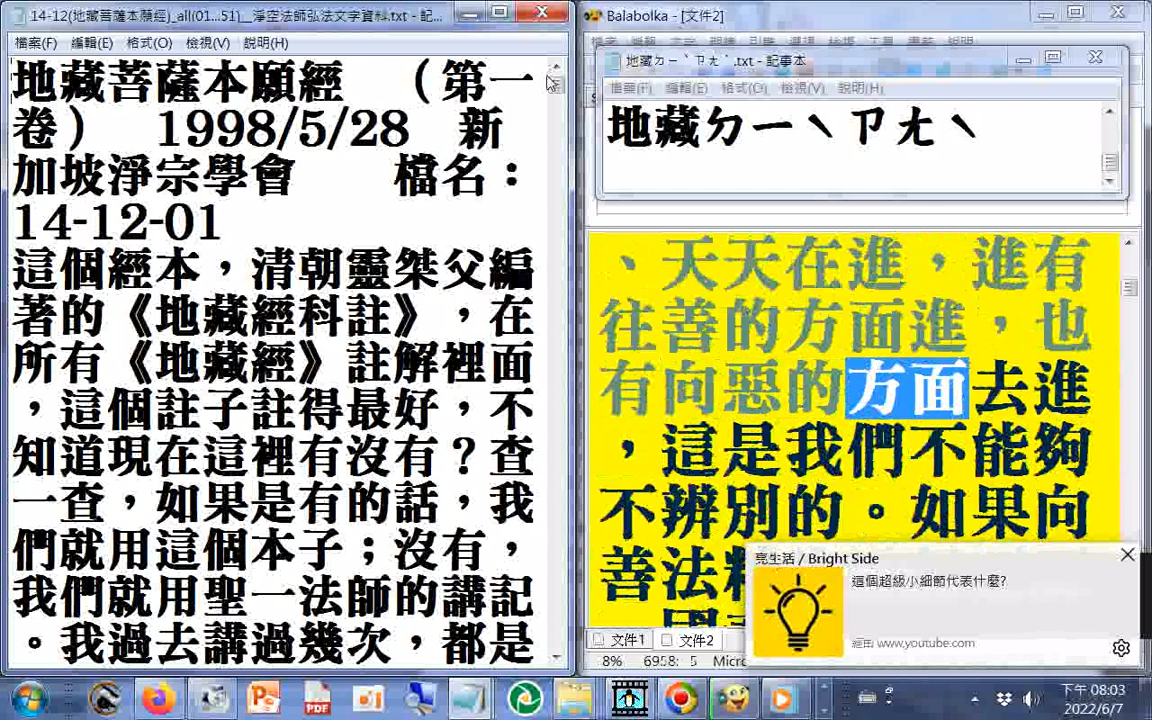 14-12(地藏菩薩本願經)_all(01...51)__淨空法師弘法文字資料.txt - 記...
檔案(F) 編輯(E) 格式(O) 檢視(V) 說明(H)
地藏菩薩本願經 （第一
卷） 1998/5/28 新
加坡淨宗學會 檔名：
14-12-01
這個經本，清朝靈椉父編
著的《地藏經科註》，在
所有《地藏經》註解裡面
，這個註子註得最好，不
知道現在這裡有沒有？查
一查，如果是有的話，我
們就用這個本子；沒有，
我們就用聖一法師的講記
。我過去講過幾次，都是
Balabolka - [文件2]
地藏ㄉㄧˋㄗㄤˋ.txt - 記事本
檔案(F) 編輯(E) 格式(O) 檢視(V) 說明(H)
地藏ㄉㄧˋㄗㄤˋ
、天天在進，進有
往善的方面進，也
有向惡的方面去進
，這是我們不能夠
不辨別的。如果向
善法
亮生活 / Bright Side
這個超級小細節代表什麼?
經由 www.youtube.com
文件1 文件2
8% 6958: 5 Micro
下午 08:03
2022/6/7